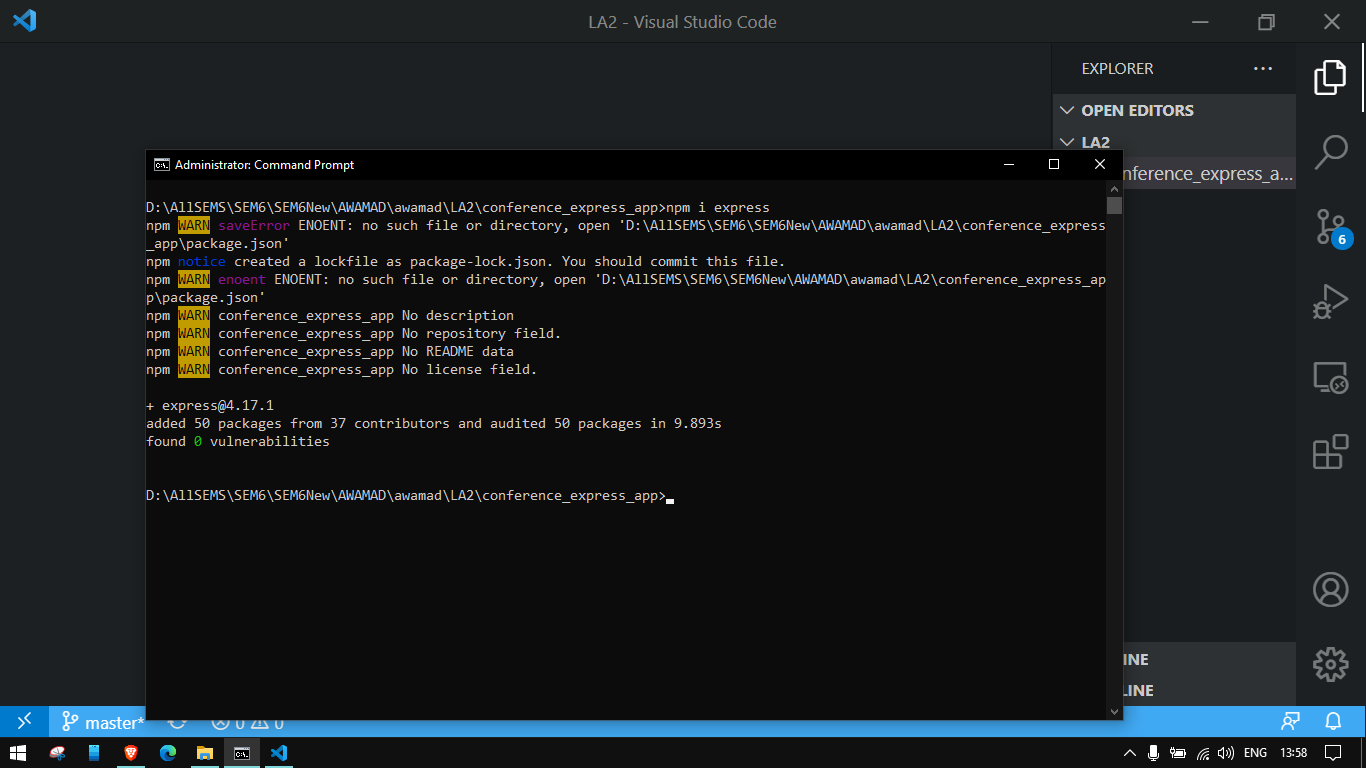 LA2 - Visual Studio Code
EXPLORER
OPEN EDITORS
LA2
nference_express_a...
6
Administrator: Command Prompt
D:\AllSEMS\SEM6\SEM6New\AWAMAD\awamad\LA2\conference_express_app>npm i express
npm WARN saveError ENOENT: no such file or directory, open 'D:\AllSEMS\SEM6\SEM6New\AWAMAD\awamad\LA2\conference_express
_app\package.json'
npm notice created a lockfile as package-lock.json. You should commit this file.
npm WARN enoent ENOENT: no such file or directory, open 'D:\AllSEMS\SEM6\SEM6New\AWAMAD\awamad\LA2\conference_express_ap
p\package.json'
npm WARN conference_express_app No description
npm WARN conference_express_app No repository field.
npm WARN conference_express_app No README data
npm WARN conference_express_app No license field.
+ express@4.17.1
added 50 packages from 37 contributors and audited 50 packages in 9.893s
found 0 vulnerabilities
D:\AllSEMS\SEM6\SEM6New\AWAMAD\awamad\LA2\conference_express_app>
INE
LINE
master* 0 0
ENG 13:58